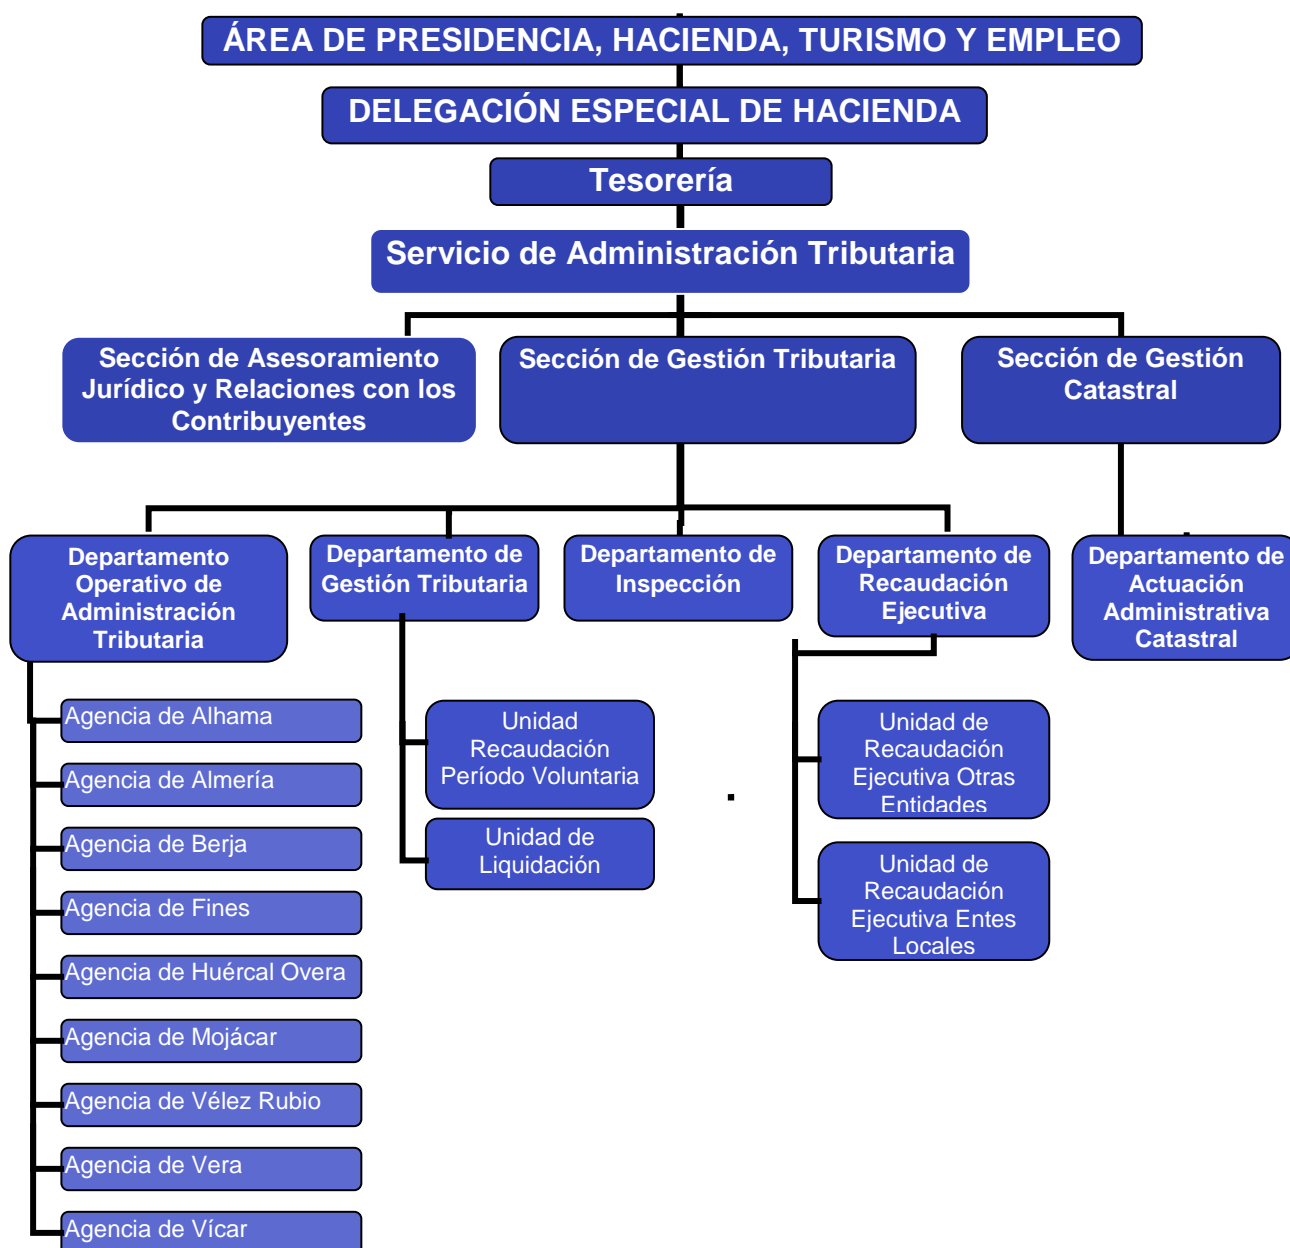 ÁREA DE PRESIDENCIA, HACIENDA, TURISMO Y EMPLEO
DELEGACIÓN ESPECIAL DE HACIENDA
Tesorería
Servicio de Administración Tributaria
Sección de Asesoramiento
Jurídico y Relaciones con los
Contribuyentes
Sección de Gestión Tributaria
Sección de Gestión
Catastral
Departamento
Operativo de
Administración
Tributaria
Departamento de
Gestión Tributaria
Departamento de
Inspección
Departamento de
Recaudación
Ejecutiva
Departamento de
Actuación
Administrativa
Catastral
Agencia de Alhama
Agencia de Almería
Agencia de Berja
Agencia de Fines
Agencia de Huércal Overa
Agencia de Mojácar
Agencia de Vélez Rubio
Agencia de Vera
Agencia de Vícar
Unidad
Recaudación
Período Voluntaria
Unidad de
Liquidación
.
Unidad de
Recaudación
Ejecutiva Otras
Entidades
Unidad de
Recaudación
Ejecutiva Entes
Locales